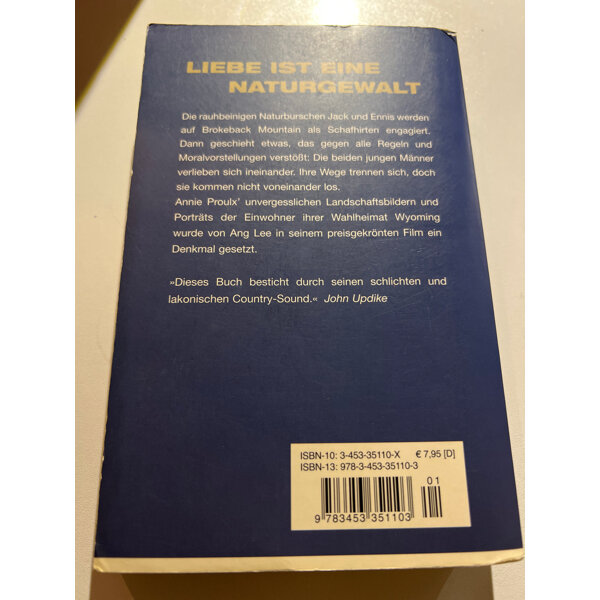 LIEBE IST EINE
NATURGEWALT
Die rauhbeinigen Naturburschen Jack und Ennis werden
auf Brokeback Mountain als Schafhirten engagiert.
Dann geschieht etwas, das gegen alle Regeln und
Moralvorstellungen verstößt: Die beiden jungen Männer
verlieben sich ineinander. Ihre Wege trennen sich, doch
sie kommen nicht voneinander los.
Annie Proulx' unvergesslichen Landschaftsbildern und
Porträts der Einwohner ihrer Wahlheimat Wyoming
wurde von Ang Lee in seinem preisgekrönten Film ein
Denkmal gesetzt.
»Dieses Buch besticht durch seinen schlichten und
lakonischen Country-Sound.« John Updike
ISBN-10: 3-453-35110-X € 7,95 [D]
ISBN-13: 978-3-453-35110-3
01
9 783453 351103